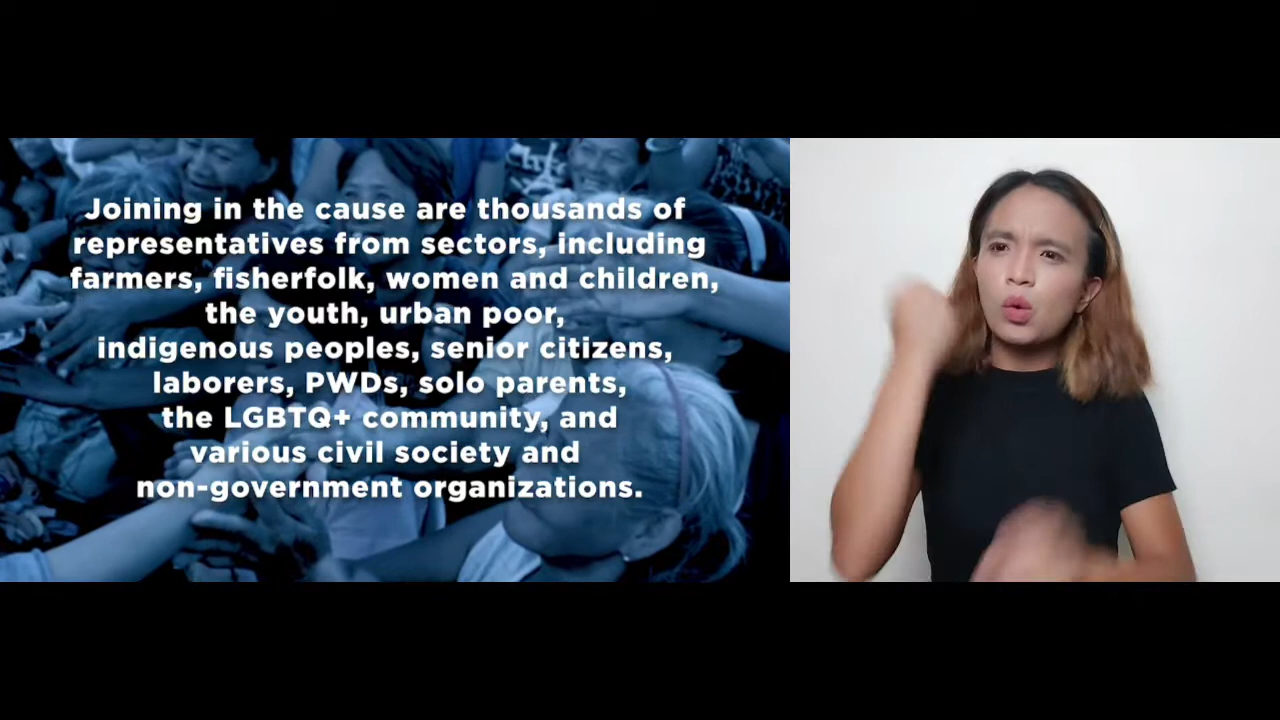 Joining in the cause are thousands of
representatives from sectors, including
farmers, fisherfolk, women and children,
the youth, urban poor,
indigenous peoples, senior citizens,
laborers, PWDs, solo parents,
the LGBTQ+ community, and
various civil society and
non-government organizations.